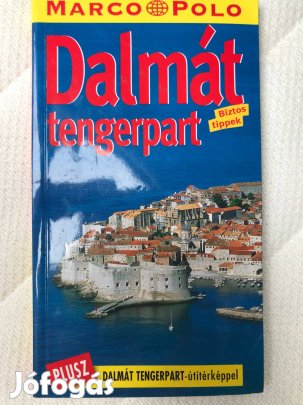 MARCO POLO
Dalmát
tengerpart
Biztos
tippek
PLUSZ
DALMÁT TENGERPART-útitérképpel
Jófogás